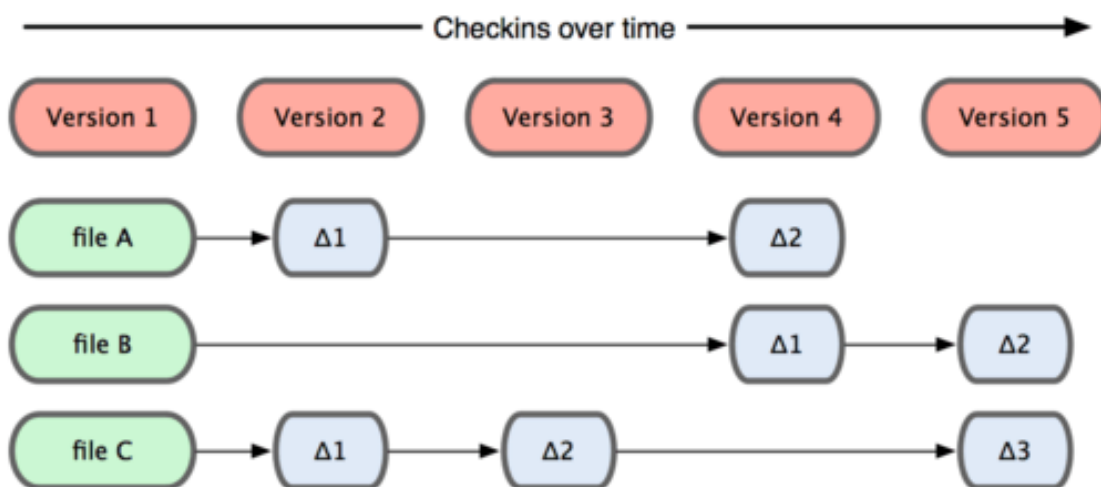 Checkins over time
Version 1 Version 2 Version 3 Version 4 Version 5
file A Δ1 Δ2
file B Δ1 Δ2
file C Δ1 Δ2 Δ3